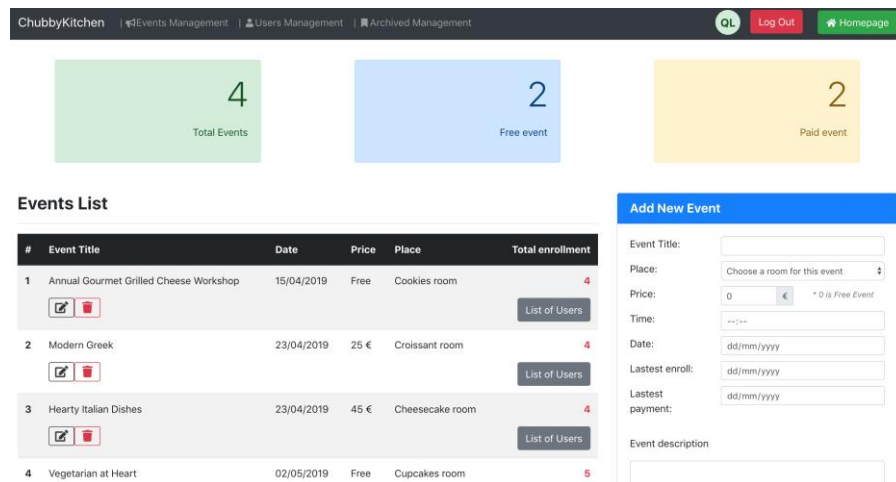 ChubbyKitchen | Events Management | Users Management | Archived Management QL Log Out Homepage
4
Total Events
2
Free event
2
Paid event
Events List
# Event Title Date Price Place Total enrollment
1 Annual Gourmet Grilled Cheese Workshop 15/04/2019 Free Cookies room 4
List of Users
2 Modern Greek 23/04/2019 25 € Croissant room 4
List of Users
3 Hearty Italian Dishes 23/04/2019 45 € Cheesecake room 4
List of Users
4 Vegetarian at Heart 02/05/2019 Free Cupcakes room 5
Add New Event
Event Title:
Place: Choose a room for this event
Price: 0 € * 0 is Free Event
Time: --:--
Date: dd/mm/yyyy
Lastest enroll: dd/mm/yyyy
Lastest payment: dd/mm/yyyy
Event description